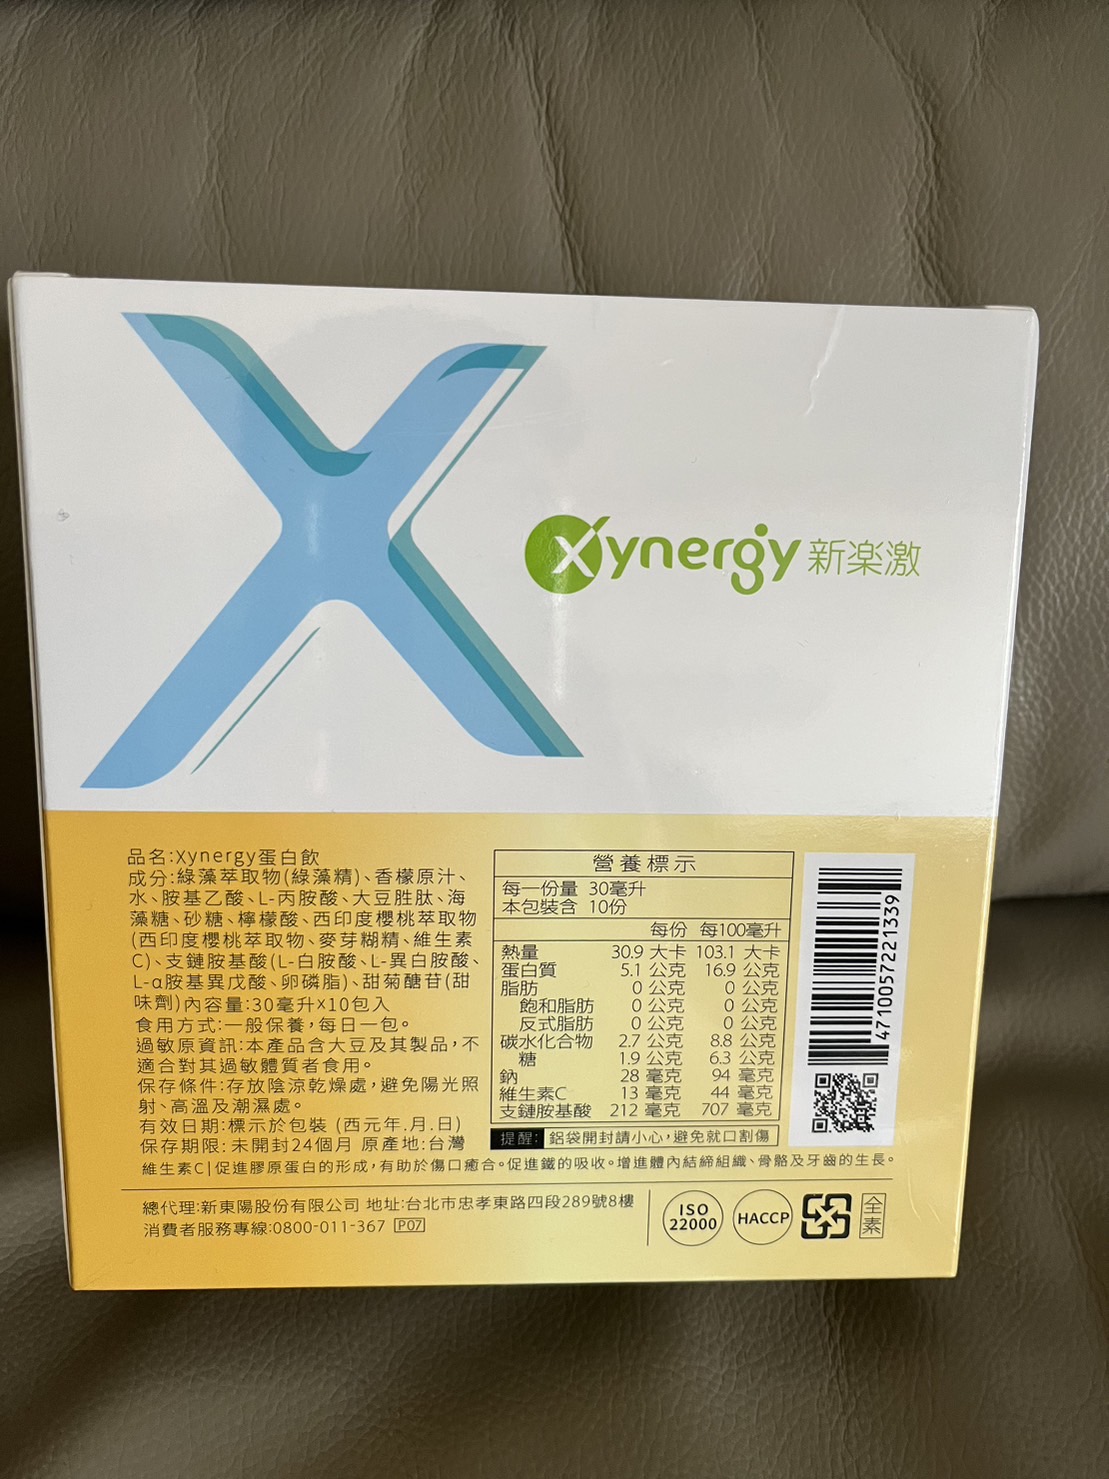 Xynergy 新楽激
品名:Xynergy蛋白飲
成分:綠藻萃取物(綠藻精)、香檬原汁、
水、胺基乙酸、L-丙胺酸、大豆胜肽、海
藻糖、砂糖、檸檬酸、西印度櫻桃萃取物
(西印度櫻桃萃取物、麥芽糊精、維生素
C)、支鏈胺基酸(L-白胺酸、L-異白胺酸、
L-α胺基異戊酸、卵磷脂)、甜菊醣苷(甜
味劑)內容量:30毫升x10包入
食用方式:一般保養,每日一包。
過敏原資訊:本產品含大豆及其製品,不
適合對其過敏體質者食用。
保存條件:存放陰涼乾燥處,避免陽光照
射、高溫及潮濕處。
有效日期:標示於包裝 (西元年.月.日)
保存期限:未開封24個月 原產地:台灣
營養標示
每一份量 30毫升
本包裝含 10份
每份 每100毫升
熱量 30.9 大卡 103.1 大卡
蛋白質 5.1 公克 16.9 公克
脂肪 0 公克 0 公克
飽和脂肪 0 公克 0 公克
反式脂肪 0 公克 0 公克
碳水化合物 2.7 公克 8.8 公克
糖 1.9 公克 6.3 公克
鈉 28 毫克 94 毫克
維生素C 13 毫克 44 毫克
支鏈胺基酸 212 毫克 707 毫克
提醒: 鋁袋開封請小心,避免就口割傷
4710057221339
維生素C|促進膠原蛋白的形成,有助於傷口癒合。促進鐵的吸收。增進體內結締組織、骨骼及牙齒的生長。
總代理:新東陽股份有限公司 地址:台北市忠孝東路四段289號8樓
消費者服務專線:0800-011-367 P07
ISO
22000
HACCP
全素